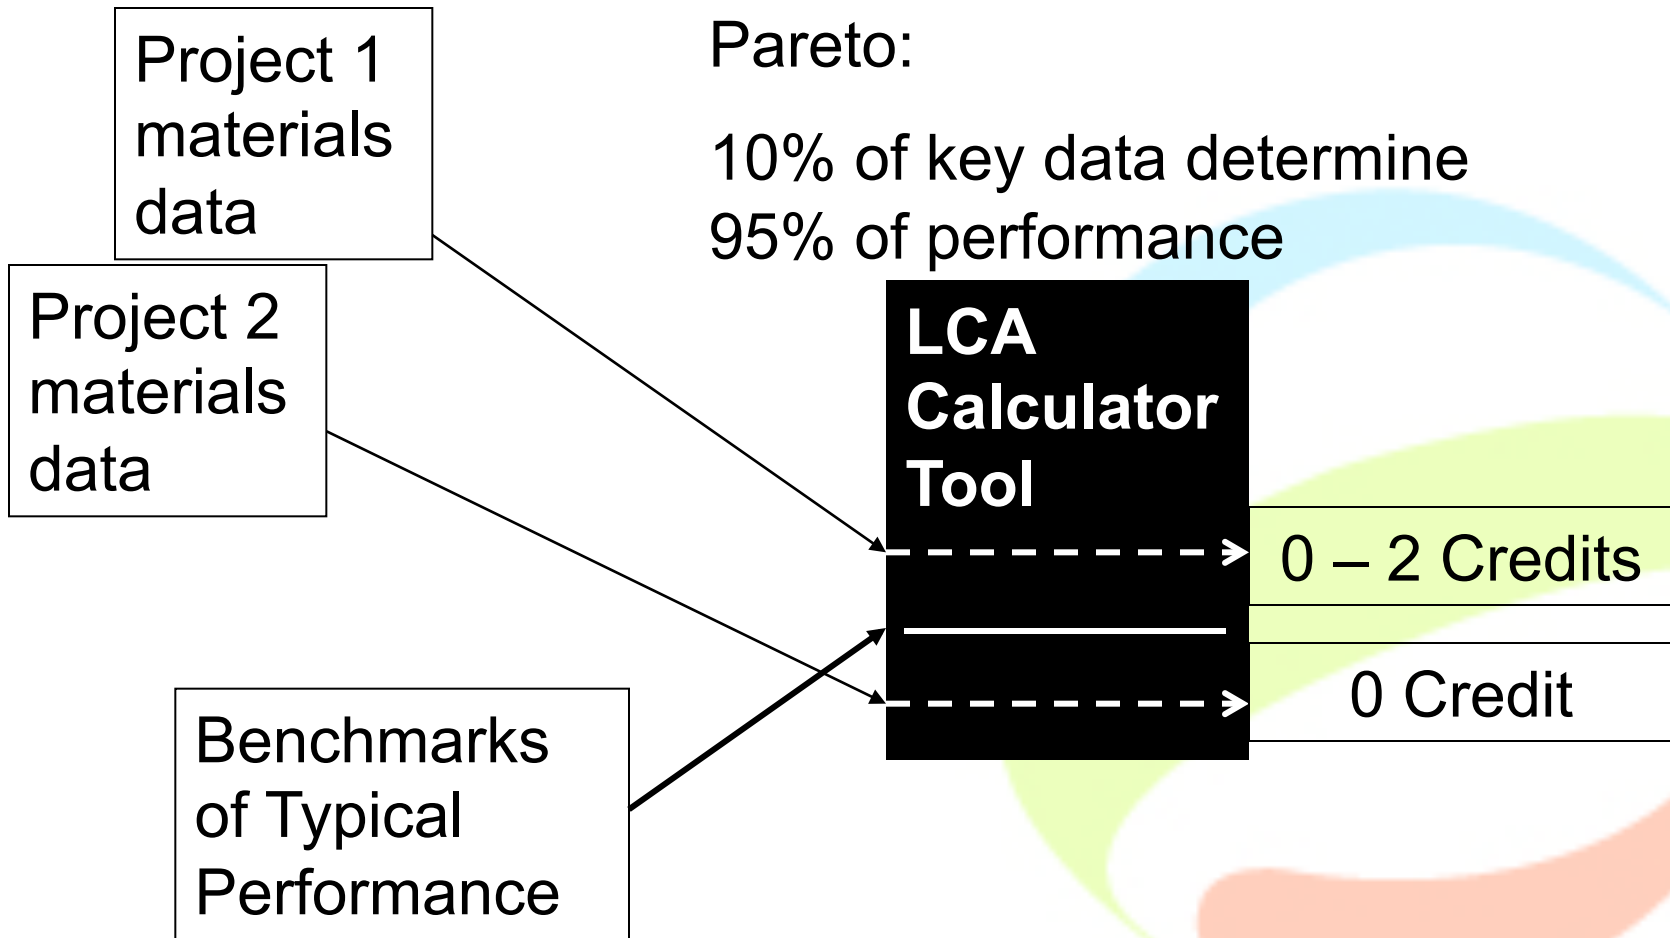 Project 1
materials
data
Pareto:
10% of key data determine
95% of performance
Project 2
materials
data
LCA
Calculator
Tool
0 – 2 Credits
0 Credit
Benchmarks
of Typical
Performance